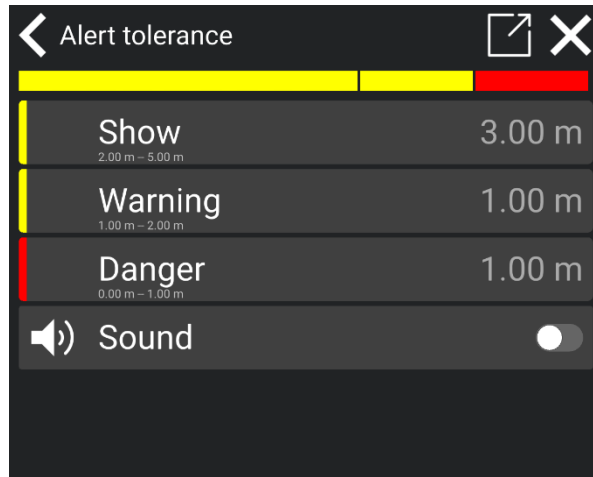 Alert tolerance
Show
3.00 m
2.00 m – 5.00 m
Warning
1.00 m
1.00 m – 2.00 m
Danger
1.00 m
0.00 m – 1.00 m
Sound